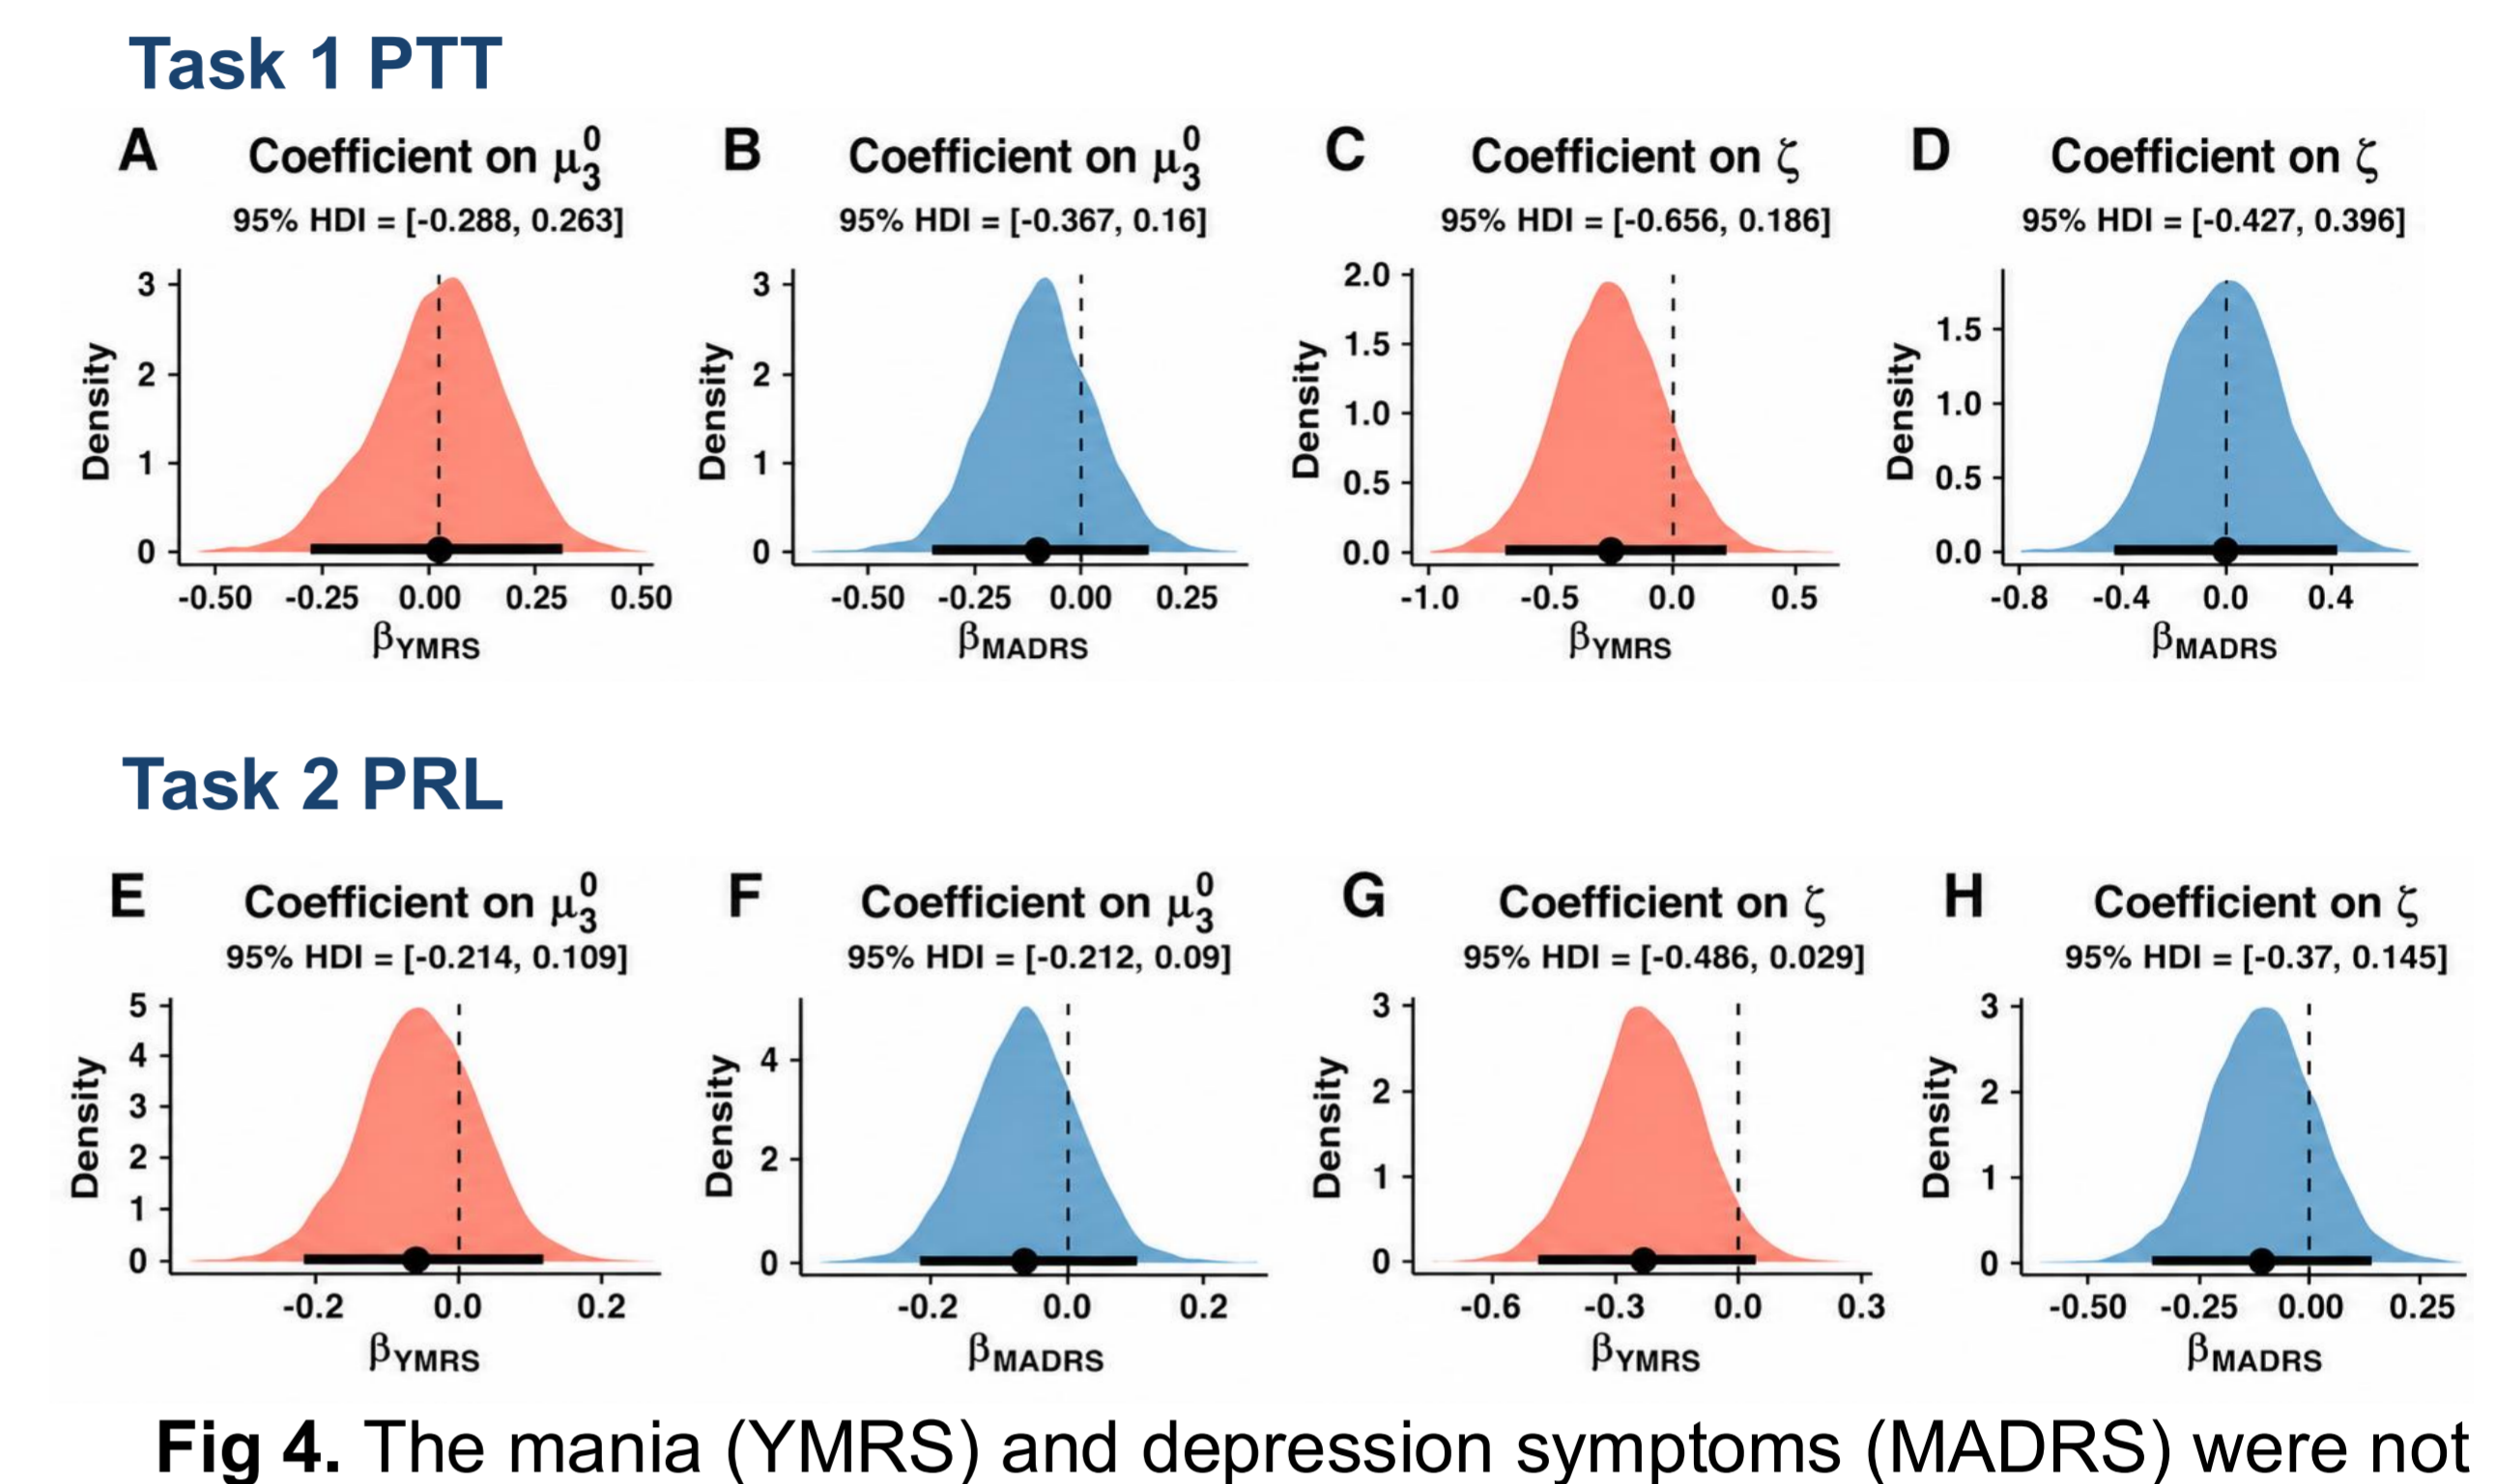 Task 1 PTT
A Coefficient on μ₃⁰
95% HDI = [-0.288, 0.263]
Density
3
2
1
0
-0.50 -0.25 0.00 0.25 0.50
βYMRS
B Coefficient on μ₃⁰
95% HDI = [-0.367, 0.16]
Density
3
2
1
0
-0.50 -0.25 0.00 0.25
βMADRS
C Coefficient on ζ
95% HDI = [-0.656, 0.186]
Density
2.0
1.5
1.0
0.5
0.0
-1.0 -0.5 0.0 0.5
βYMRS
D Coefficient on ζ
95% HDI = [-0.427, 0.396]
Density
1.5
1.0
0.5
0.0
-0.8 -0.4 0.0 0.4
βMADRS
Task 2 PRL
E Coefficient on μ₃⁰
95% HDI = [-0.214, 0.109]
Density
5
4
3
2
1
0
-0.2 0.0 0.2
βYMRS
F Coefficient on μ₃⁰
95% HDI = [-0.212, 0.09]
Density
4
2
0
-0.2 0.0 0.2
βMADRS
G Coefficient on ζ
95% HDI = [-0.486, 0.029]
Density
3
2
1
0
-0.6 -0.3 0.0 0.3
βYMRS
H Coefficient on ζ
95% HDI = [-0.37, 0.145]
Density
3
2
1
0
-0.50 -0.25 0.00 0.25
βMADRS
Fig 4. The mania (YMRS) and depression symptoms (MADRS) were not